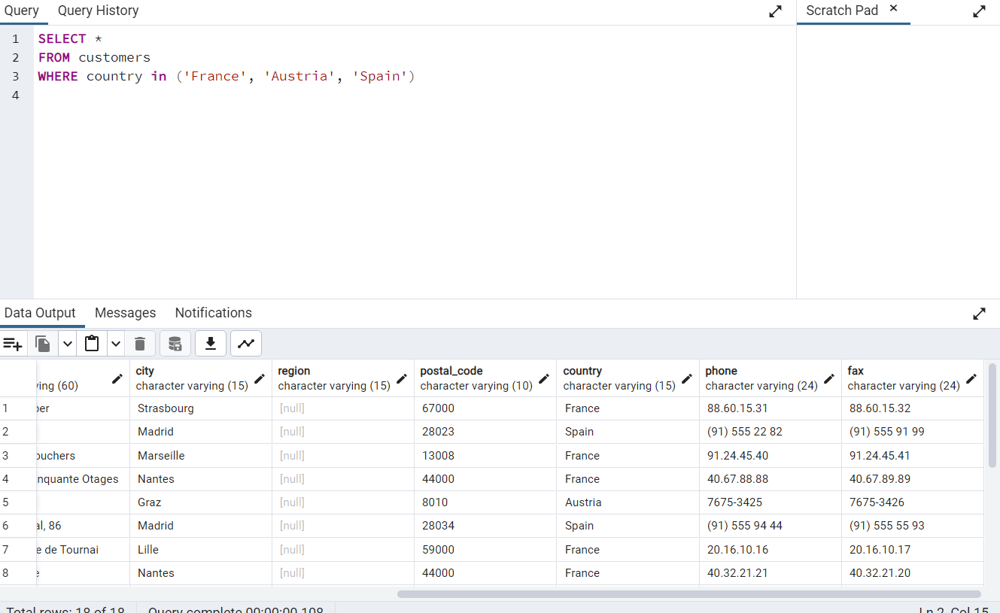 Query Query History Scratch Pad ×
1 SELECT *
2 FROM customers
3 WHERE country in ('France', 'Austria', 'Spain')
4
Data Output Messages Notifications
city region postal_code country phone fax
ying (60) character varying (15) character varying (15) character varying (10) character varying (15) character varying (24) character varying (24)
1 per Strasbourg [null] 67000 France 88.60.15.31 88.60.15.32
2 Madrid [null] 28023 Spain (91) 555 22 82 (91) 555 91 99
3 ouchers Marseille [null] 13008 France 91.24.45.40 91.24.45.41
4 nquante Otages Nantes [null] 44000 France 40.67.88.88 40.67.89.89
5 Graz [null] 8010 Austria 7675-3425 7675-3426
6 al, 86 Madrid [null] 28034 Spain (91) 555 94 44 (91) 555 55 93
7 e de Tournai Lille [null] 59000 France 20.16.10.16 20.16.10.17
8 e Nantes [null] 44000 France 40.32.21.21 40.32.21.20
Total rows: 18 of 18 Query complete 00:00:00.108 Ln 2, Col 15